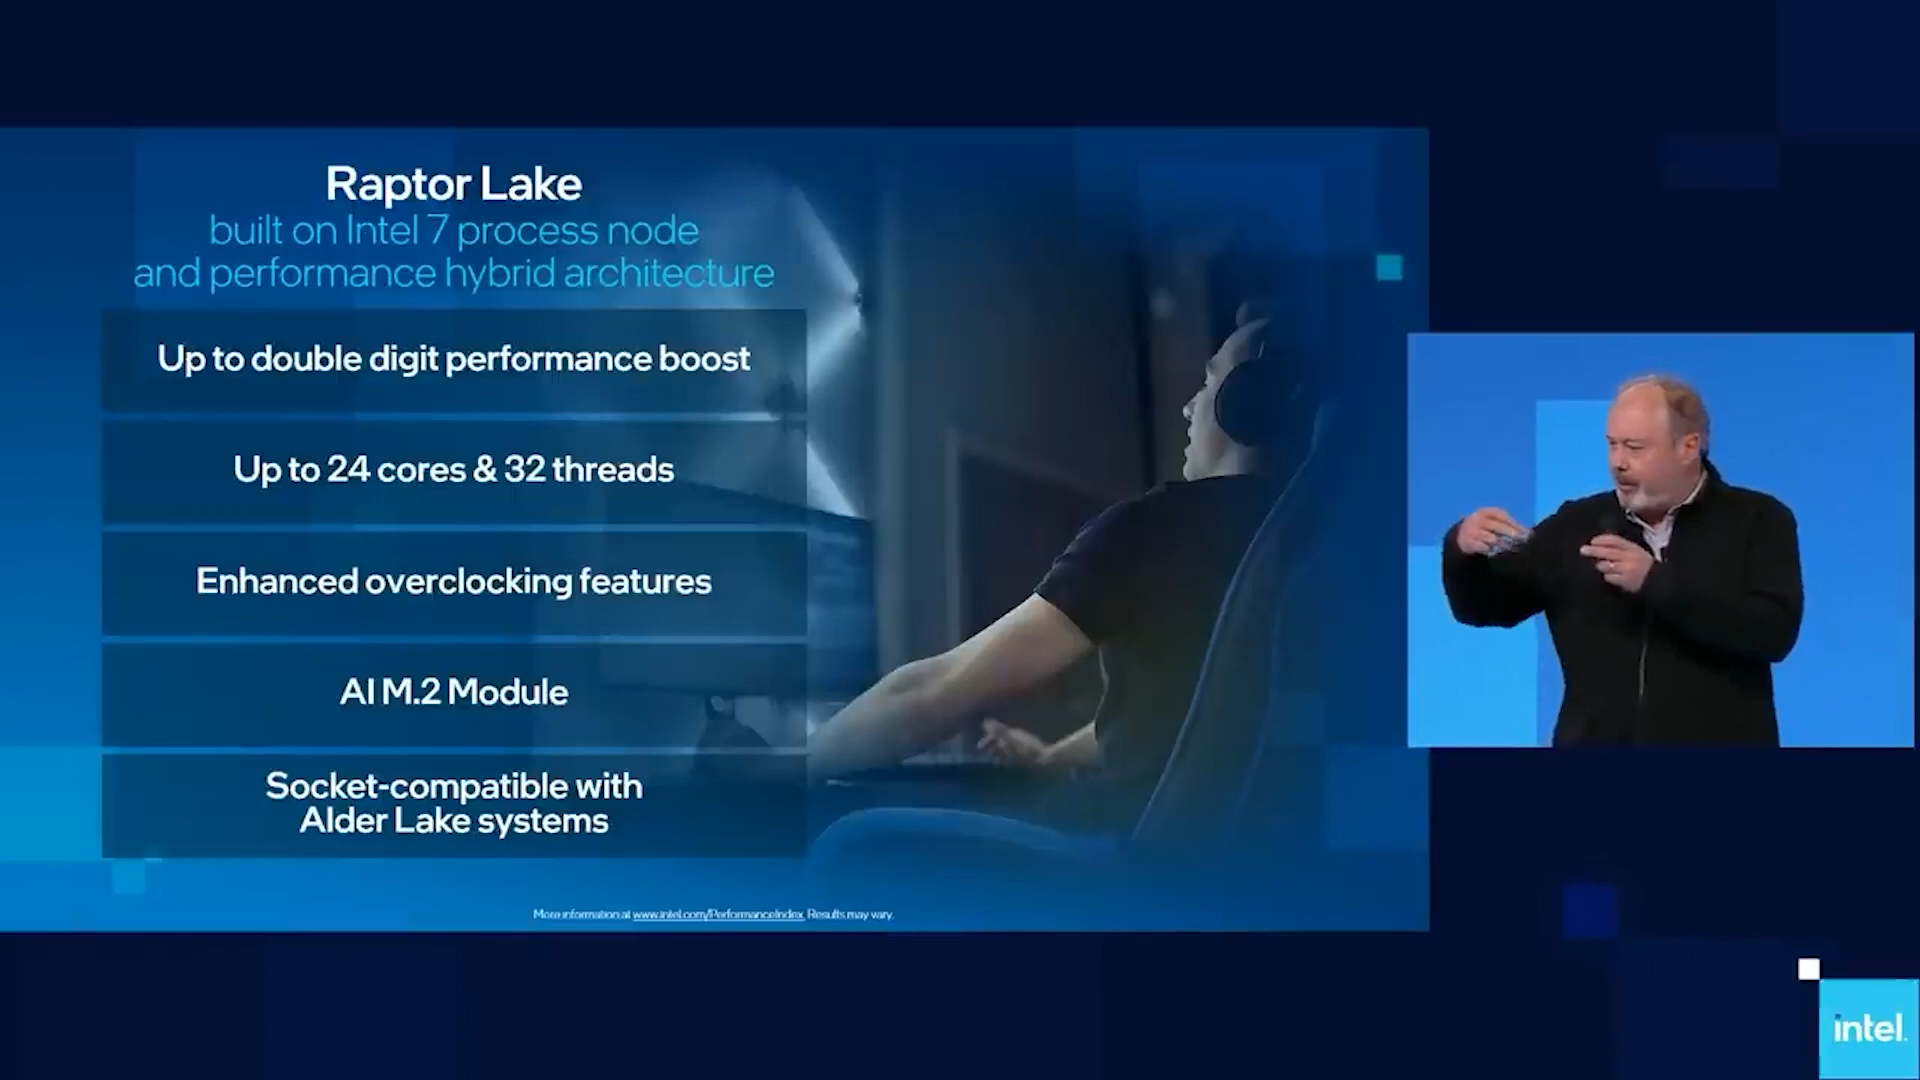 Raptor Lake
built on Intel 7 process node
and performance hybrid architecture
Up to double digit performance boost
Up to 24 cores & 32 threads
Enhanced overclocking features
AI M.2 Module
Socket-compatible with
Alder Lake systems
More information at www.intel.com/PerformanceIndex. Results may vary.
intel.